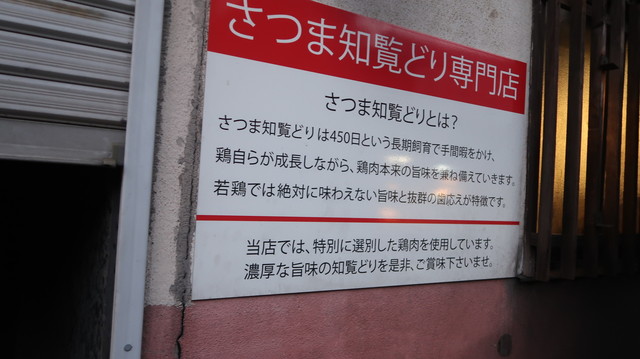 さつま知覧どり専門店
さつま知覧どりとは？
さつま知覧どりは450日という長期飼育で手間暇をかけ、
鶏自らが成長しながら、鶏肉本来の旨味を兼ね備えていきます。
若鶏では絶対に味わえない旨味と抜群の歯応えが特徴です。
当店では、特別に選別した鶏肉を使用しています。
濃厚な旨味の知覧どりを是非、ご賞味下さいませ。